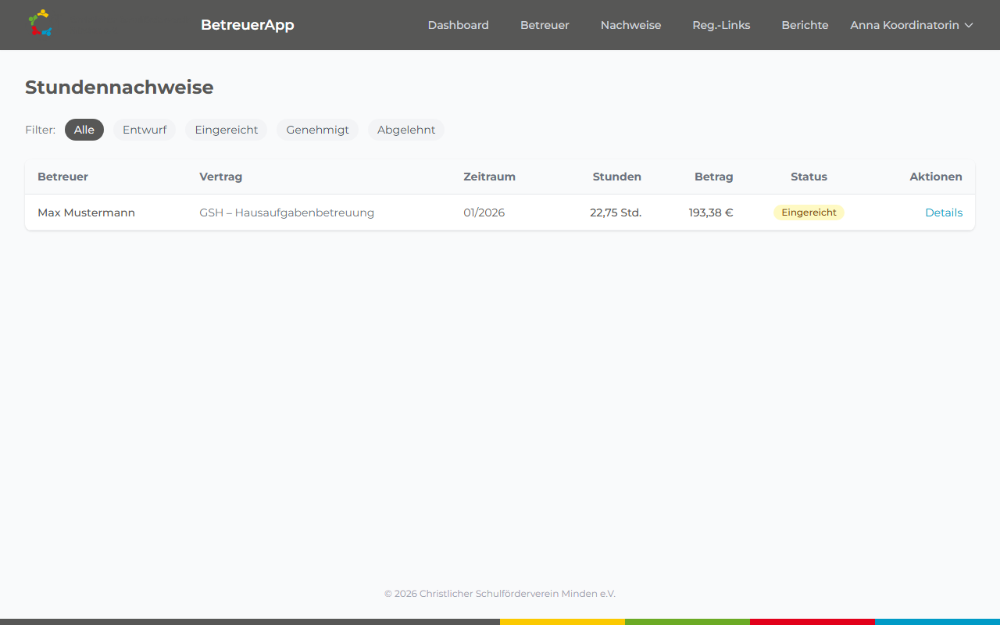 BetreuerApp Dashboard Betreuer Nachweise Reg.-Links Berichte Anna Koordinatorin
Stundennachweise
Filter: Alle Entwurf Eingereicht Genehmigt Abgelehnt
Betreuer Vertrag Zeitraum Stunden Betrag Status Aktionen
Max Mustermann GSH – Hausaufgabenbetreuung 01/2026 22,75 Std. 193,38 € Eingereicht Details
© 2026 Christlicher Schulförderverein Minden e.V.